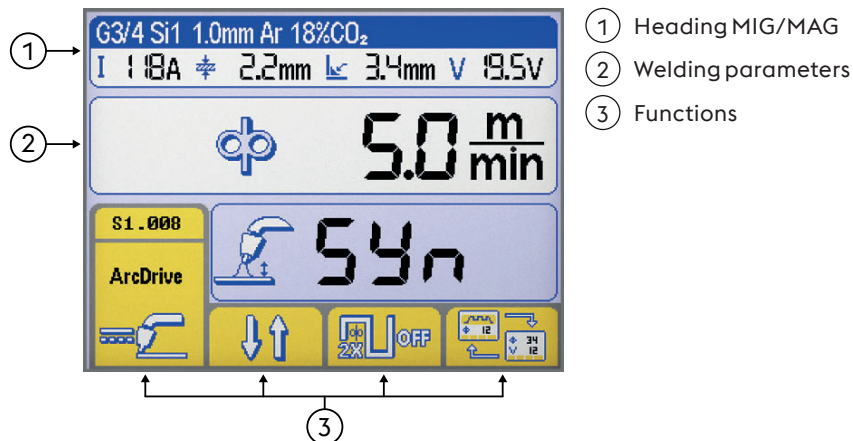 G3/4 Si1 1.0mm Ar 18%CO₂
I 118A 2.2mm 3.4mm V 19.5V
5.0 m/min
S1.008
Syn
ArcDrive
2X OFF
12
34
V 12
1 Heading MIG/MAG
2 Welding parameters
3 Functions
1
2
3